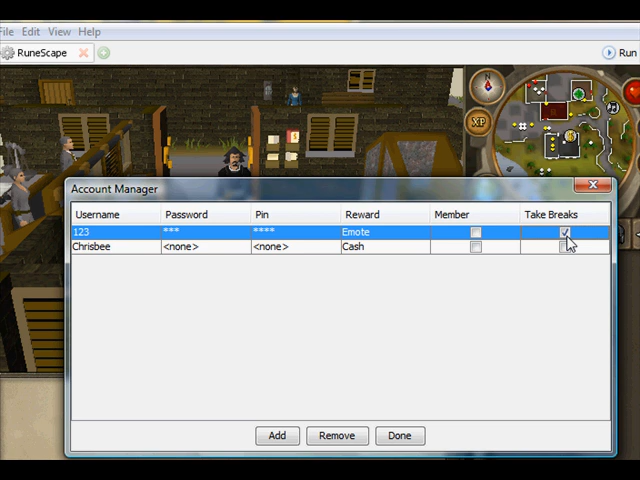 File Edit View Help
RuneScape
Run
N
XP
Account Manager
Username Password Pin Reward Member Take Breaks
123 *** **** Emote
Chrisbee <none> <none> Cash
Add Remove Done